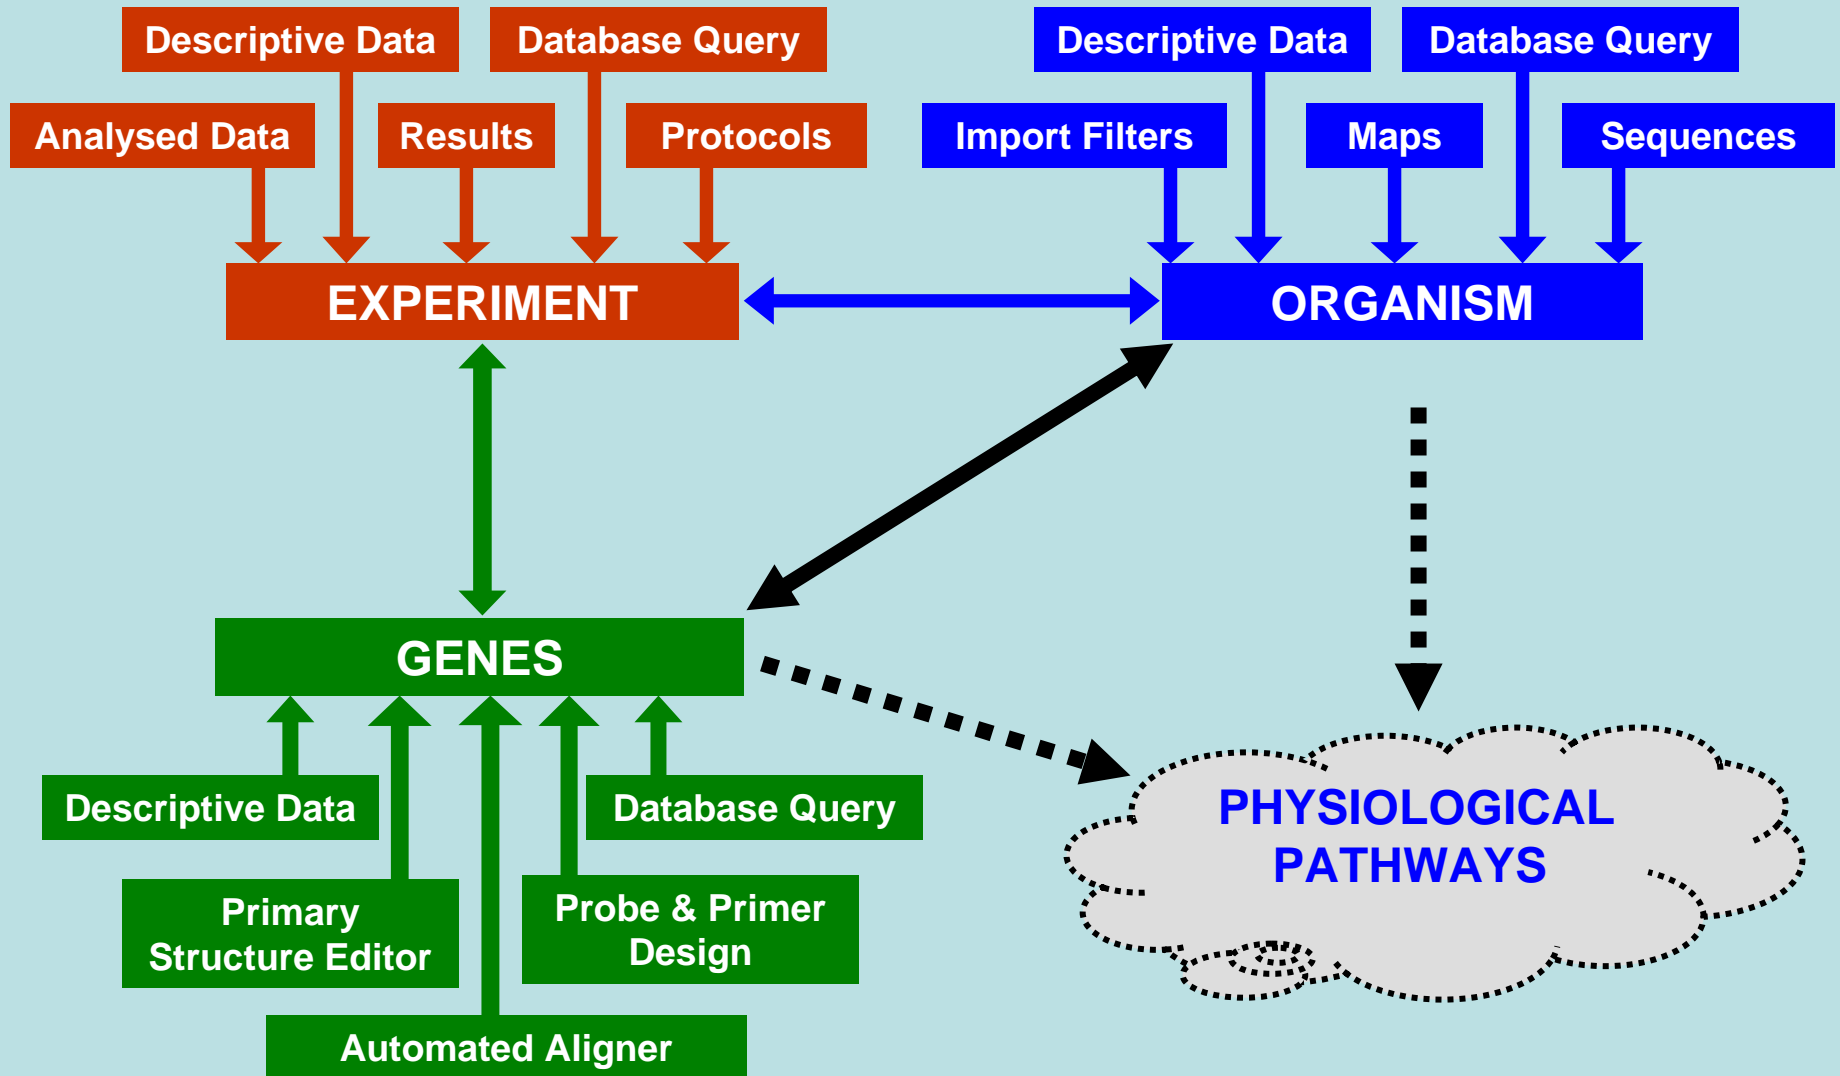 Descriptive Data
Database Query
Analysed Data
Results
Protocols
EXPERIMENT
Descriptive Data
Database Query
Import Filters
Maps
Sequences
ORGANISM
GENES
Descriptive Data
Database Query
Primary
Structure Editor
Probe & Primer
Design
Automated Aligner
PHYSIOLOGICAL
PATHWAYS